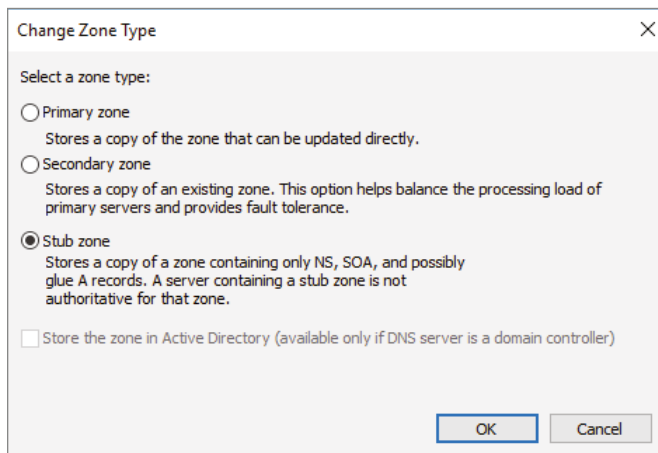 Change Zone Type
Select a zone type:
Primary zone
Stores a copy of the zone that can be updated directly.
Secondary zone
Stores a copy of an existing zone. This option helps balance the processing load of
primary servers and provides fault tolerance.
Stub zone
Stores a copy of a zone containing only NS, SOA, and possibly
glue A records. A server containing a stub zone is not
authoritative for that zone.
Store the zone in Active Directory (available only if DNS server is a domain controller)
OK Cancel